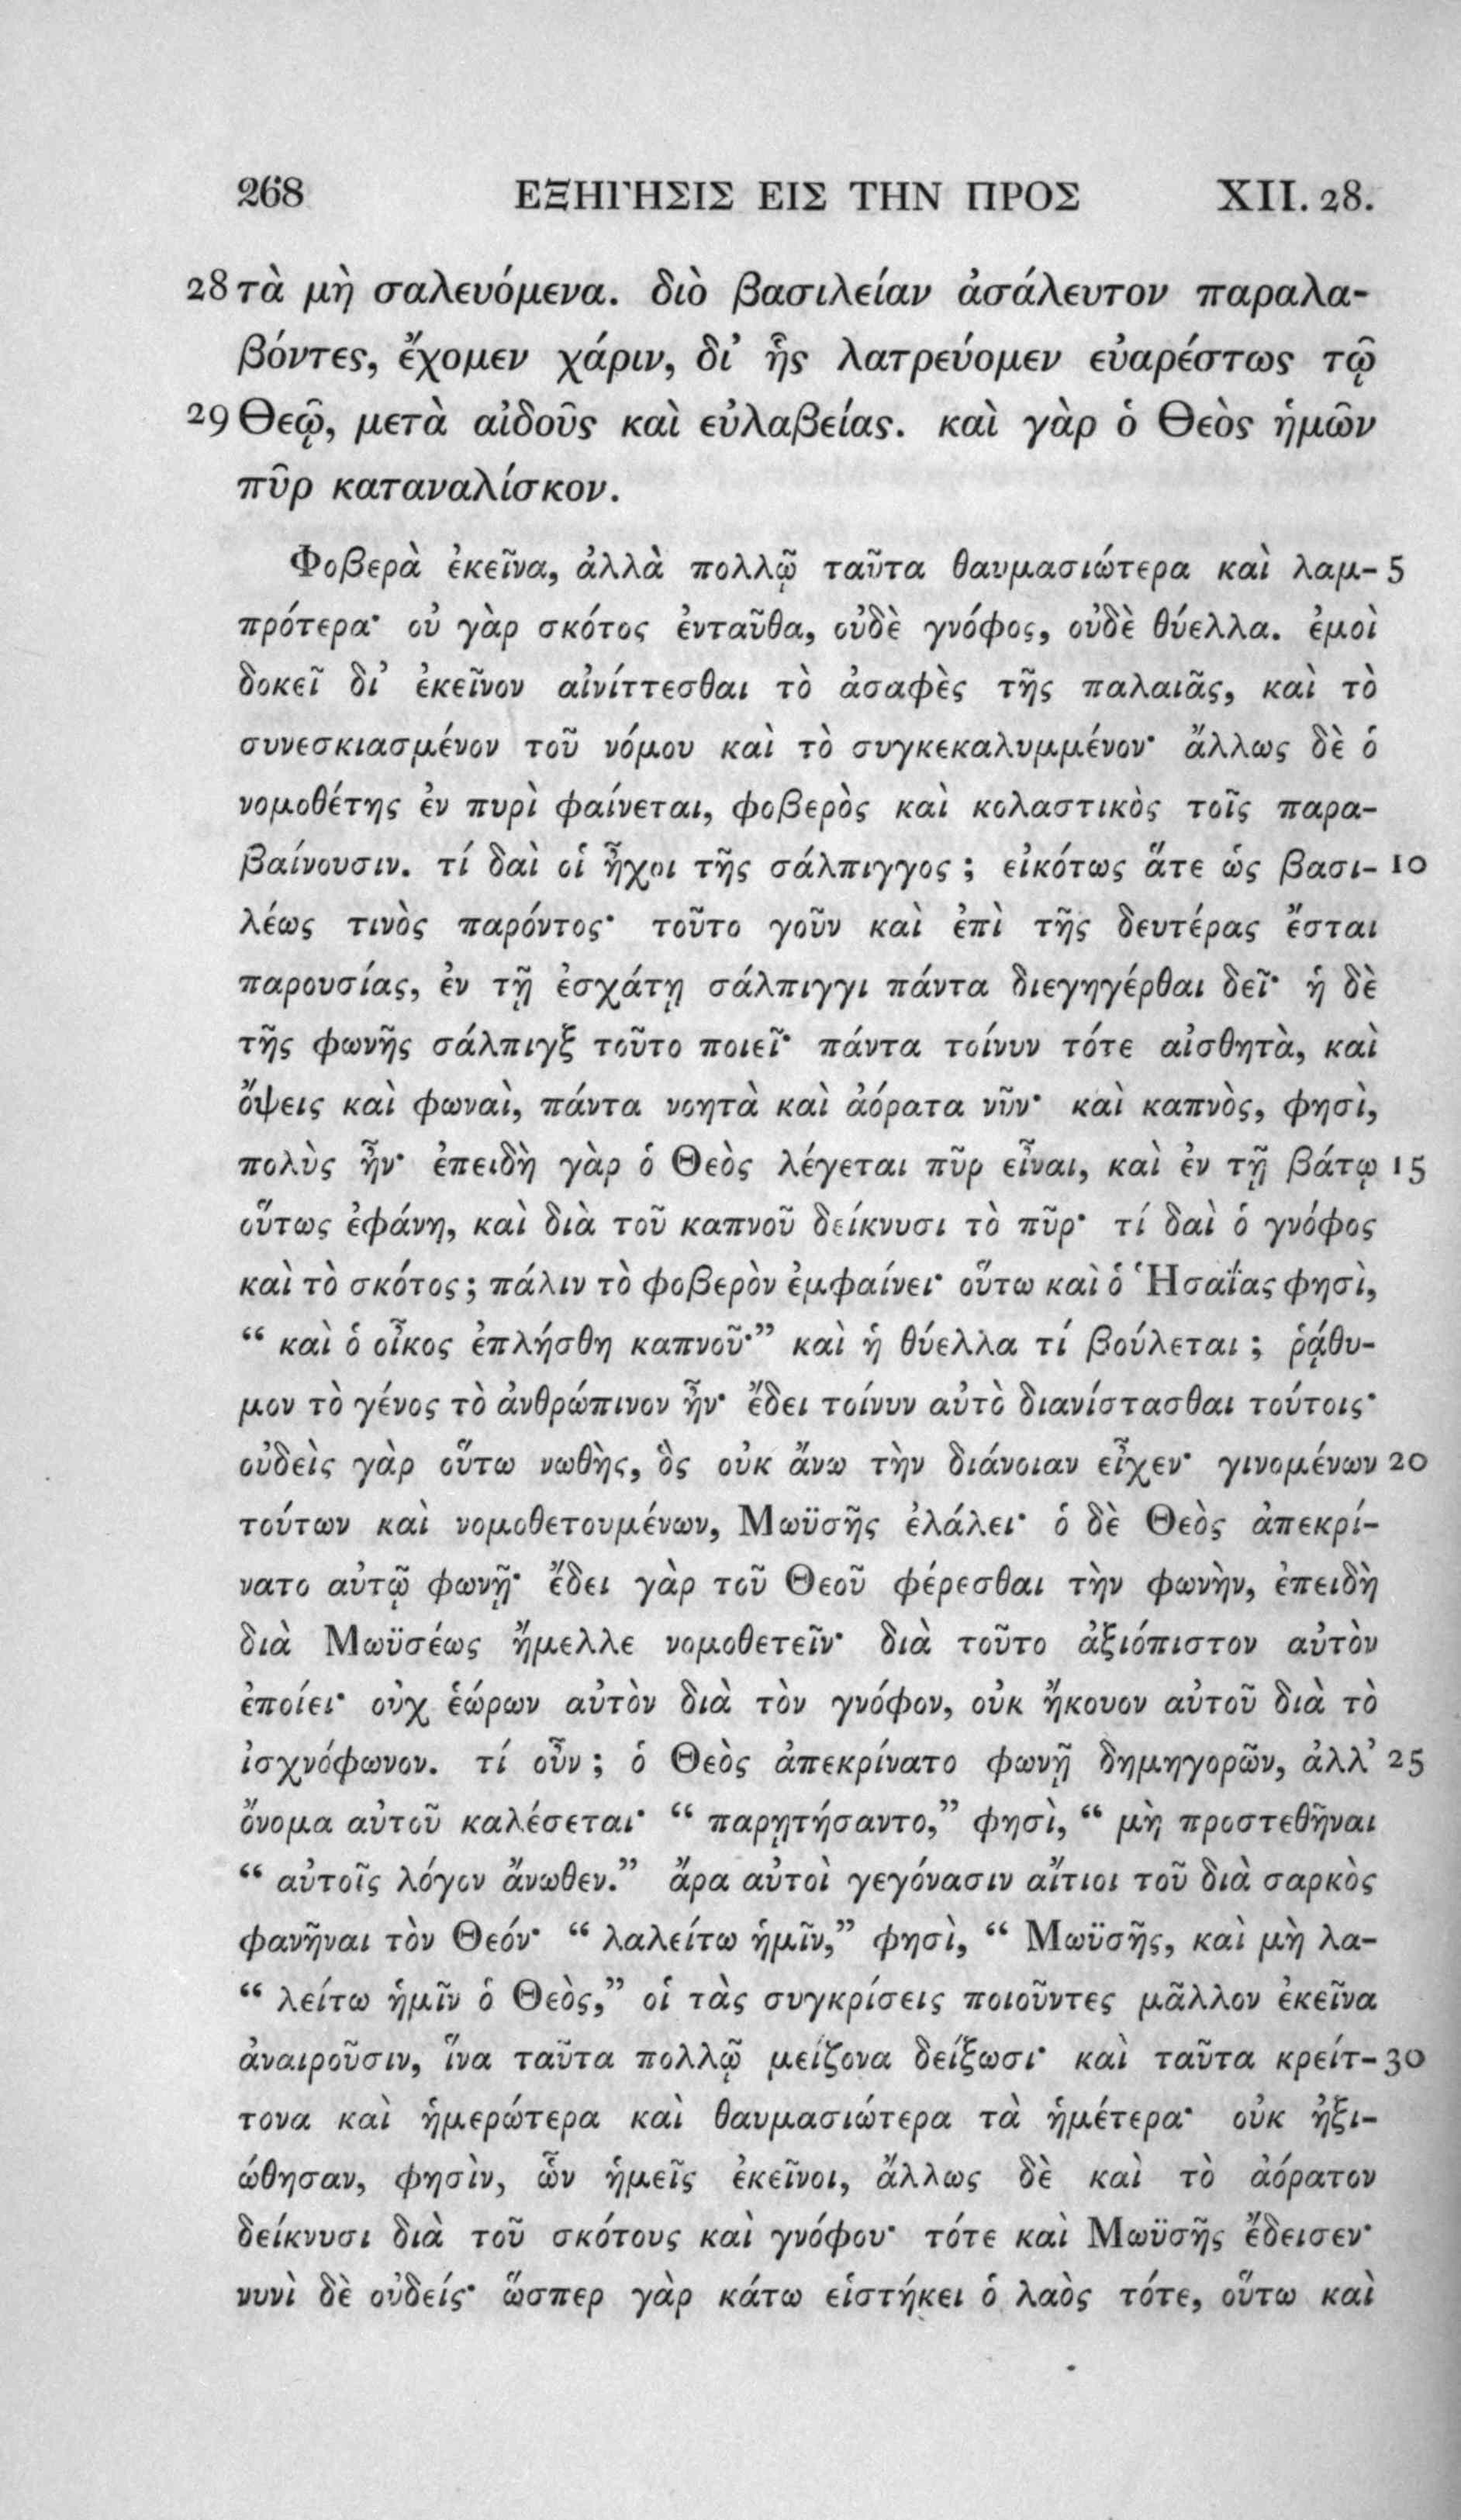 268 ΕΞΗΓΗΣΙΣ ΕΙΣ ΤΗΝ ΠΡΟΣ XII. 28.
28 τὰ μὴ σαλευόμενα. διὸ βασιλείαν ἀσάλευτον παραλα-
βόντες, ἔχομεν χάριν, δι’ ἧς λατρεύομεν εὐαρέστως τῷ
29 Θεῷ, μετὰ αἰδοῦς καὶ εὐλαβείας. καὶ γὰρ ὁ Θεὸς ἡμῶν
πῦρ καταναλίσκον.
Φοβερὰ ἐκεῖνα, ἀλλὰ πολλῷ ταῦτα θαυμασιώτερα καὶ λαμ- 5
πρότερα· οὐ γὰρ σκότος ἐνταῦθα, οὐδὲ γνόφος, οὐδὲ θύελλα. ἐμοὶ
δοκεῖ δι’ ἐκεῖνον αἰνίττεσθαι τὸ ἀσαφὲς τῆς παλαιᾶς, καὶ τὸ
συνεσκιασμένον τοῦ νόμου καὶ τὸ συγκεκαλυμμένον· ἄλλως δὲ ὁ
νομοθέτης ἐν πυρὶ φαίνεται, φοβερὸς καὶ κολαστικὸς τοῖς παρα-
βαίνουσιν. τί δαὶ οἱ ἦχοι τῆς σάλπιγγος ; εἰκότως ἅτε ὡς βασι- 10
λέως τινὸς παρόντος· τοῦτο γοῦν καὶ ἐπὶ τῆς δευτέρας ἔσται
παρουσίας, ἐν τῇ ἐσχάτῃ σάλπιγγι πάντα διεγηγέρθαι δεῖ· ἡ δὲ
τῆς φωνῆς σάλπιγξ τοῦτο ποιεῖ· πάντα τοίνυν τότε αἰσθητὰ, καὶ
ὄψεις καὶ φωναὶ, πάντα νοητὰ καὶ ἀόρατα νῦν· καὶ καπνὸς, φησὶ,
πολὺς ἦν· ἐπειδὴ γὰρ ὁ Θεὸς λέγεται πῦρ εἶναι, καὶ ἐν τῇ βάτῳ 15
οὕτως ἐφάνη, καὶ διὰ τοῦ καπνοῦ δείκνυσι τὸ πῦρ· τί δαὶ ὁ γνόφος
καὶ τὸ σκότος ; πάλιν τὸ φοβερὸν ἐμφαίνει· οὕτω καὶ ὁ Ἡσαΐας φησὶ,
“ καὶ ὁ οἶκος ἐπλήσθη καπνοῦ·” καὶ ἡ θύελλα τί βούλεται ; ῥᾴθυ-
μον τὸ γένος τὸ ἀνθρώπινον ἦν· ἔδει τοίνυν αὐτὸ διανίστασθαι τούτοις·
οὐδεὶς γὰρ οὕτω νωθὴς, ὃς οὐκ ἄνω τὴν διάνοιαν εἶχεν· γινομένων 20
τούτων καὶ νομοθετουμένων, Μωϋσῆς ἐλάλει· ὁ δὲ Θεὸς ἀπεκρί-
νατο αὐτῷ φωνῇ· ἔδει γὰρ τοῦ Θεοῦ φέρεσθαι τὴν φωνὴν, ἐπειδὴ
διὰ Μωϋσέως ἤμελλε νομοθετεῖν· διὰ τοῦτο ἀξιόπιστον αὐτὸν
ἐποίει· οὐχ ἑώρων αὐτὸν διὰ τὸν γνόφον, οὐκ ἤκουον αὐτοῦ διὰ τὸ
ἰσχνόφωνον. τί οὖν ; ὁ Θεὸς ἀπεκρίνατο φωνῇ δημηγορῶν, ἀλλ’ 25
ὄνομα αὐτοῦ καλέσεται· “ παρῃτήσαντο,” φησὶ, “ μὴ προστεθῆναι
“ αὐτοῖς λόγον ἄνωθεν.” ἄρα αὐτοὶ γεγόνασιν αἴτιοι τοῦ διὰ σαρκὸς
φανῆναι τὸν Θεόν· “ λαλείτω ἡμῖν,” φησὶ, “ Μωϋσῆς, καὶ μὴ λα-
“ λείτω ἡμῖν ὁ Θεὸς,” οἱ τὰς συγκρίσεις ποιοῦντες μᾶλλον ἐκεῖνα
ἀναιροῦσιν, ἵνα ταῦτα πολλῷ μείζονα δείξωσι· καὶ ταῦτα κρείτ- 30
τονα καὶ ἡμερώτερα καὶ θαυμασιώτερα τὰ ἡμέτερα· οὐκ ἠξι-
ώθησαν, φησὶν, ὧν ἡμεῖς ἐκεῖνοι, ἄλλως δὲ καὶ τὸ ἀόρατον
δείκνυσι διὰ τοῦ σκότους καὶ γνόφου· τότε καὶ Μωϋσῆς ἔδεισεν·
νυνὶ δὲ οὐδείς· ὥσπερ γὰρ κάτω εἱστήκει ὁ λαὸς τότε, οὕτω καὶ